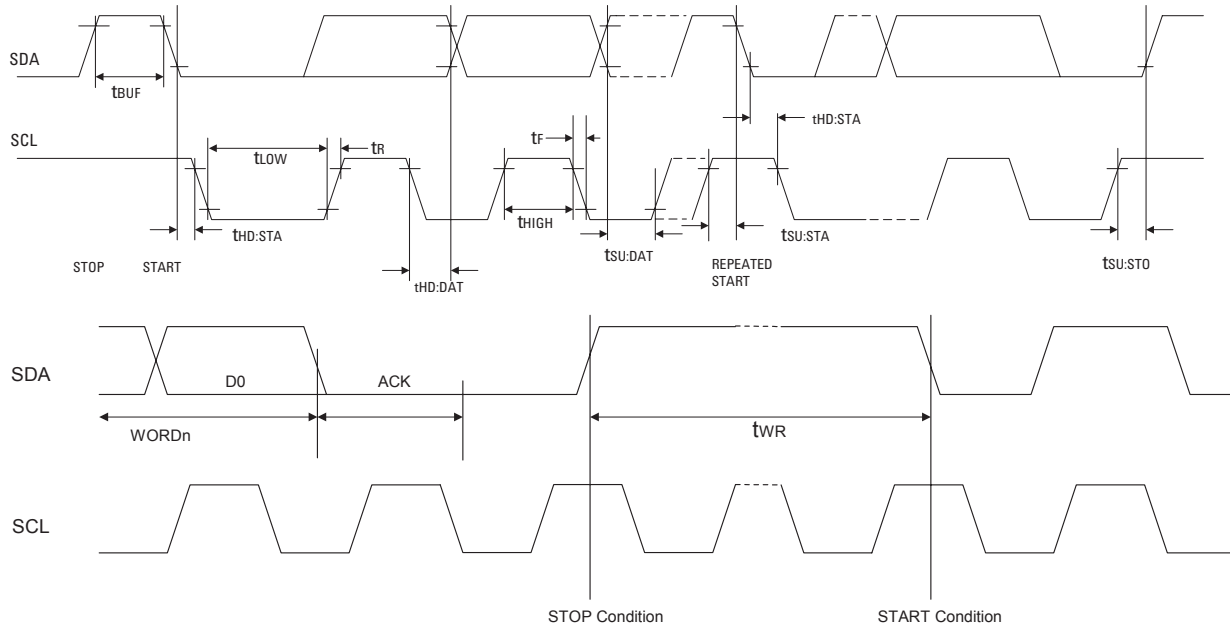 SDA
tBUF
tHD:STA
tF
SCL
tLOW
tR
tHIGH
tHD:STA
tSU:DAT
tSU:STA
tSU:STO
STOP
START
REPEATED
START
tHD:DAT
SDA
D0
ACK
WORDn
tWR
SCL
STOP Condition
START Condition